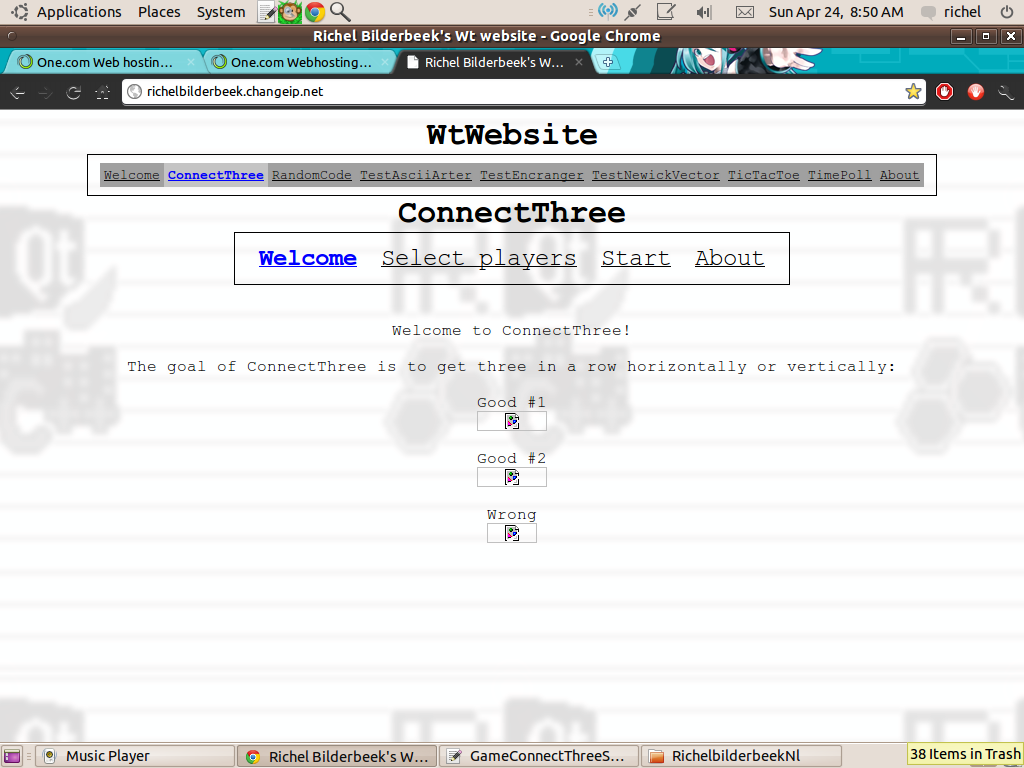 Applications Places System Sun Apr 24, 8:50 AM richel
Richel Bilderbeek's Wt website - Google Chrome
One.com Web hostin... One.com Webhosting... Richel Bilderbeek's W...
richelbilderbeek.changeip.net
WtWebsite
Welcome ConnectThree RandomCode TestAsciiArter TestEncranger TestNewickVector TicTacToe TimePoll About
ConnectThree
Welcome Select players Start About
Welcome to ConnectThree!
The goal of ConnectThree is to get three in a row horizontally or vertically:
Good #1
Good #2
Wrong
Music Player Richel Bilderbeek's W... GameConnectThreeS... RichelbilderbeekNl 38 Items in Trash